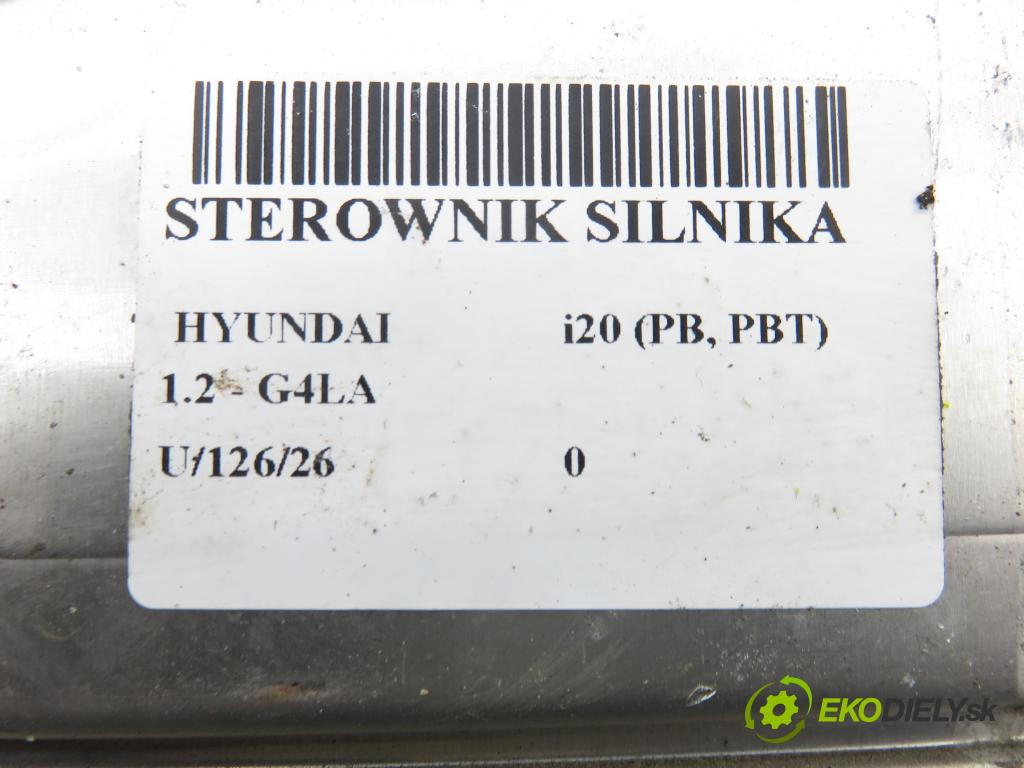 STEROWNIK SILNIKA
HYUNDAI i20 (PB, PBT)
1.2 - G4LA
U/126/26 0
EKODIELY.sk